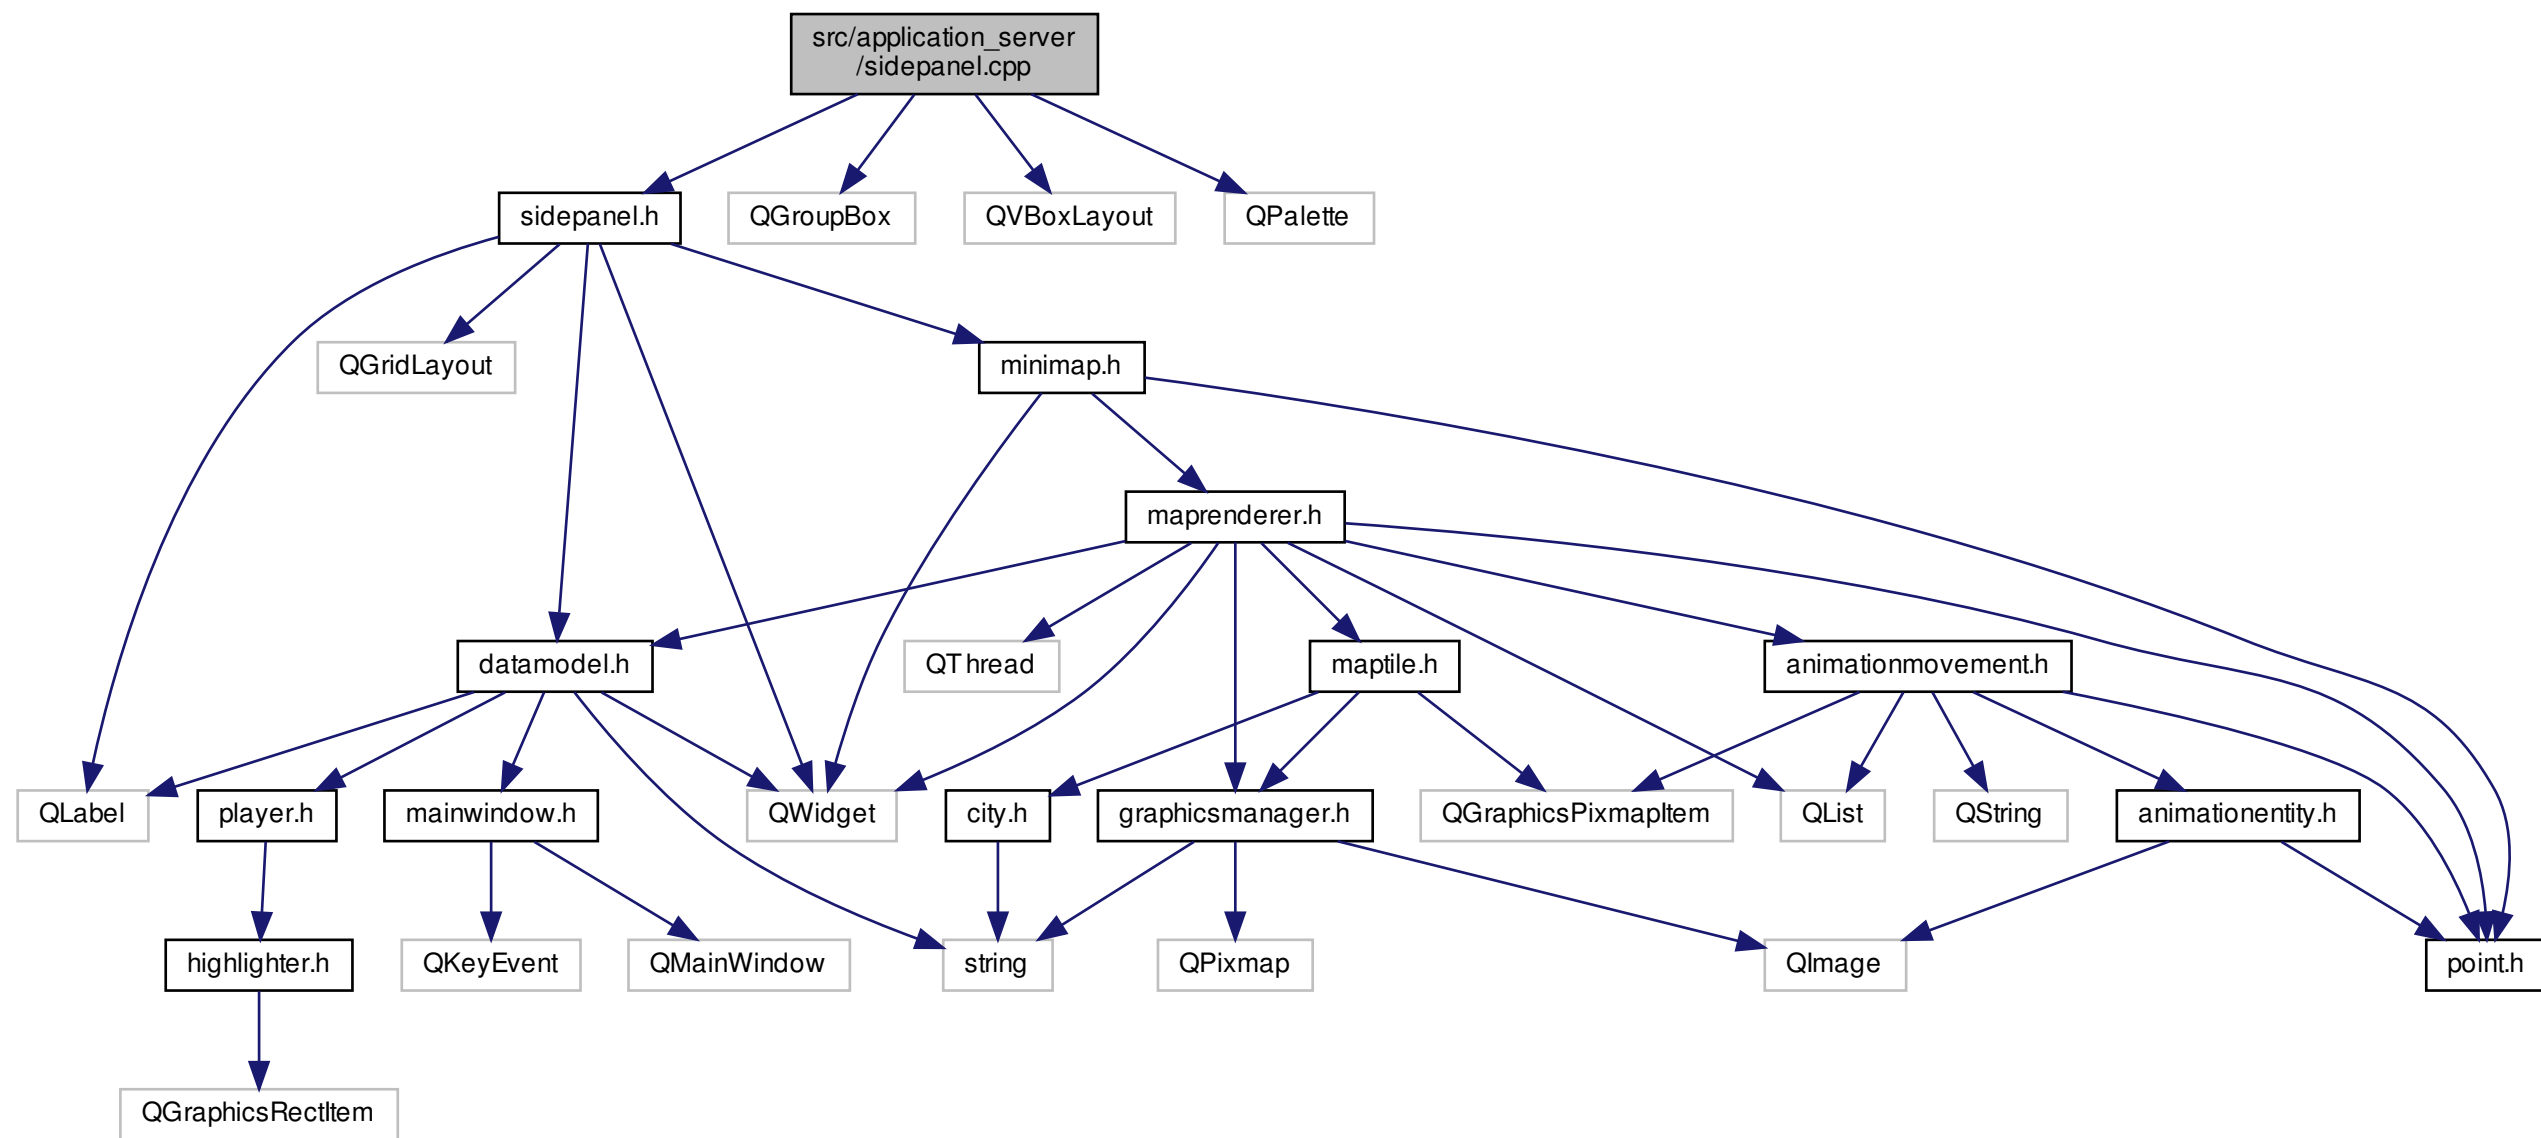 src/application_server
/sidepanel.cpp
sidepanel.h
QGroupBox
QVBoxLayout
QPalette
QGridLayout
minimap.h
maprenderer.h
datamodel.h
QThread
maptile.h
animationmovement.h
QLabel
player.h
mainwindow.h
QWidget
city.h
graphicsmanager.h
QGraphicsPixmapItem
QList
QString
animationentity.h
highlighter.h
QKeyEvent
QMainWindow
string
QPixmap
QImage
point.h
QGraphicsRectItem